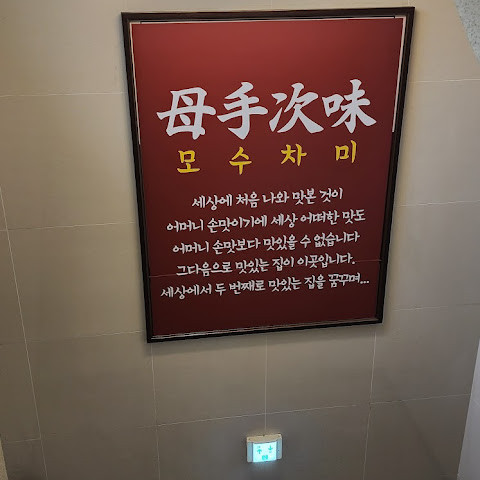 母手次味
모수차미
세상에 처음 나와 맛본 것이
어머니 손맛이기에 세상 어떠한 맛도
어머니 손맛보다 맛있을 수 없습니다
그다음으로 맛있는 집이 이곳입니다.
세상에서 두 번째로 맛있는 집을 꿈꾸며...